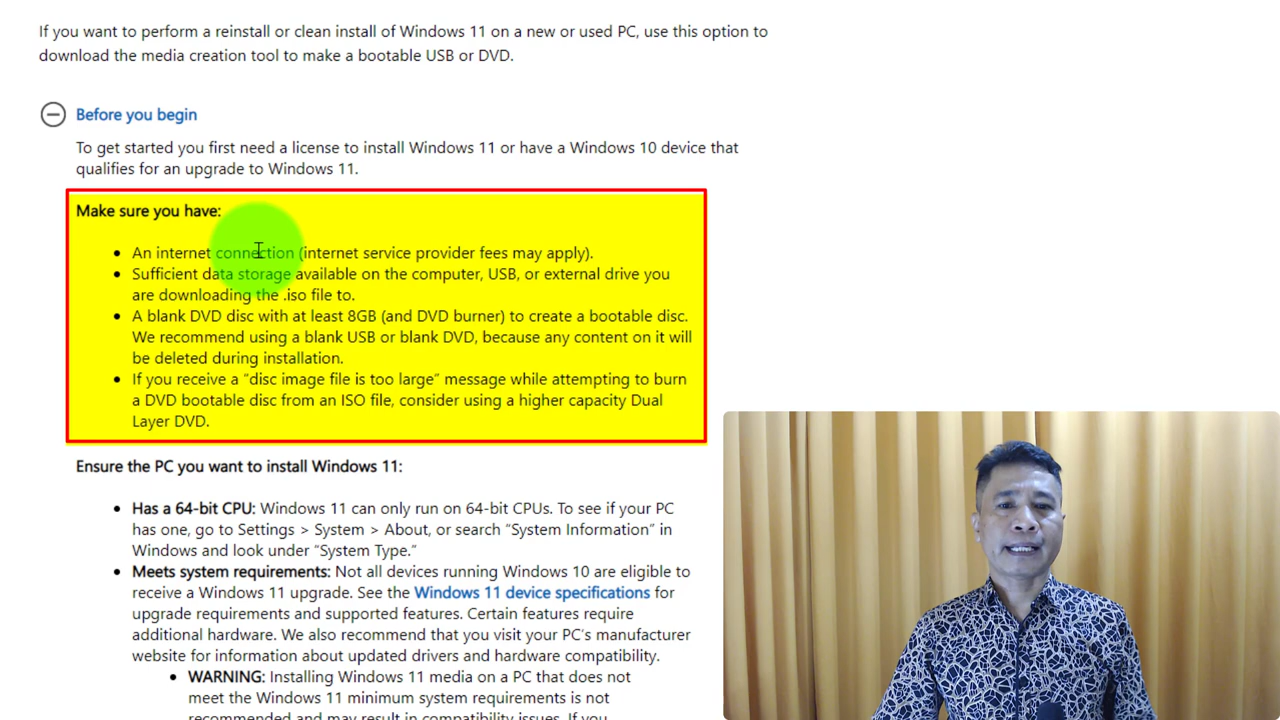 If you want to perform a reinstall or clean install of Windows 11 on a new or used PC, use this option to
download the media creation tool to make a bootable USB or DVD.
Before you begin
To get started you first need a license to install Windows 11 or have a Windows 10 device that
qualifies for an upgrade to Windows 11.
Make sure you have:
• An internet connection (internet service provider fees may apply).
• Sufficient data storage available on the computer, USB, or external drive you
are downloading the .iso file to.
• A blank DVD disc with at least 8GB (and DVD burner) to create a bootable disc.
We recommend using a blank USB or blank DVD, because any content on it will
be deleted during installation.
• If you receive a “disc image file is too large” message while attempting to burn
a DVD bootable disc from an ISO file, consider using a higher capacity Dual
Layer DVD.
Ensure the PC you want to install Windows 11:
• Has a 64-bit CPU: Windows 11 can only run on 64-bit CPUs. To see if your PC
has one, go to Settings > System > About, or search “System Information” in
Windows and look under “System Type.”
• Meets system requirements: Not all devices running Windows 10 are eligible to
receive a Windows 11 upgrade. See the Windows 11 device specifications for
upgrade requirements and supported features. Certain features require
additional hardware. We also recommend that you visit your PC's manufacturer
website for information about updated drivers and hardware compatibility.
• WARNING: Installing Windows 11 media on a PC that does not
meet the Windows 11 minimum system requirements is not
recommended and may result in compatibility issues. If you